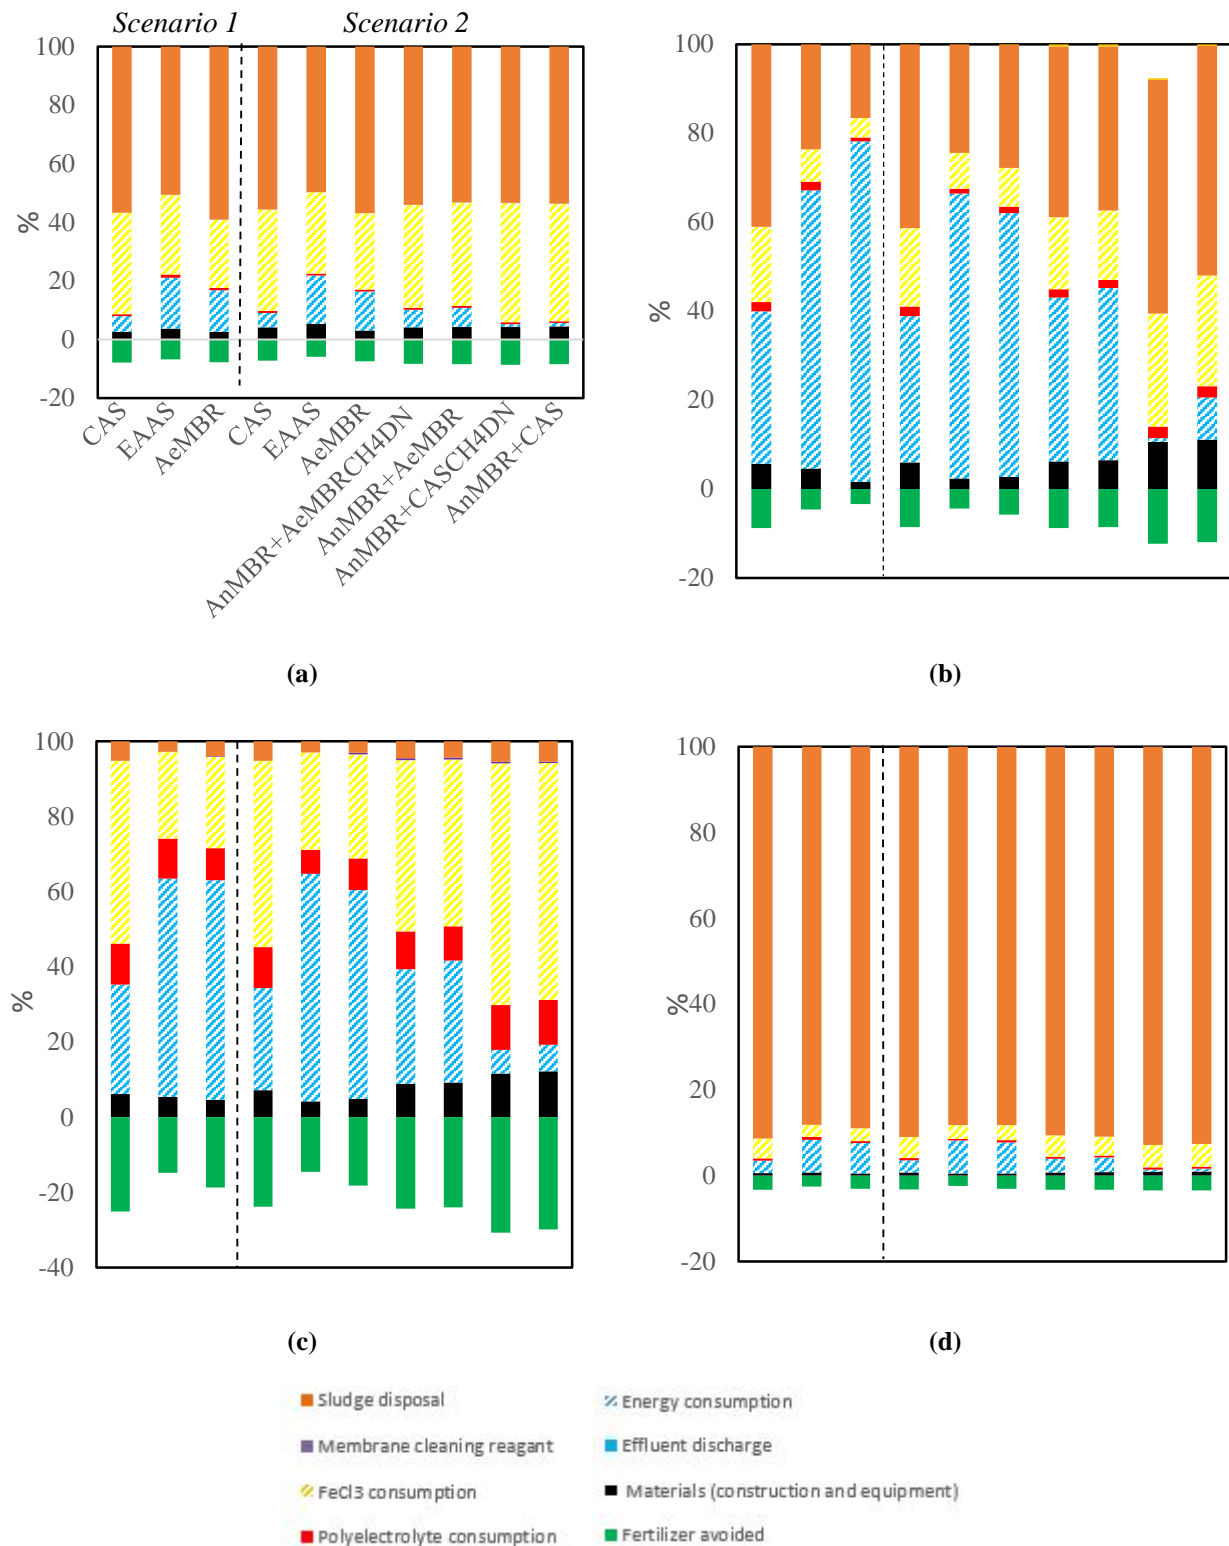 Scenario 1 Scenario 2
100
80
60
40
20
0
-20
%
CAS
EAAS
AeMBR
CAS
EAAS
AeMBR
AnMBR+AeMBRCH4DN
AnMBR+AeMBR
AnMBR+CASCH4DN
AnMBR+CAS
(a)
100
80
60
40
20
0
-20
%
(b)
100
80
60
40
20
0
-20
-40
%
(c)
100
80
60
40
20
0
-20
%
(d)
Sludge disposal
Energy consumption
Membrane cleaning reagant
Effluent discharge
FeCl3 consumption
Materials (construction and equipment)
Polyelectrolyte consumption
Fertilizer avoided